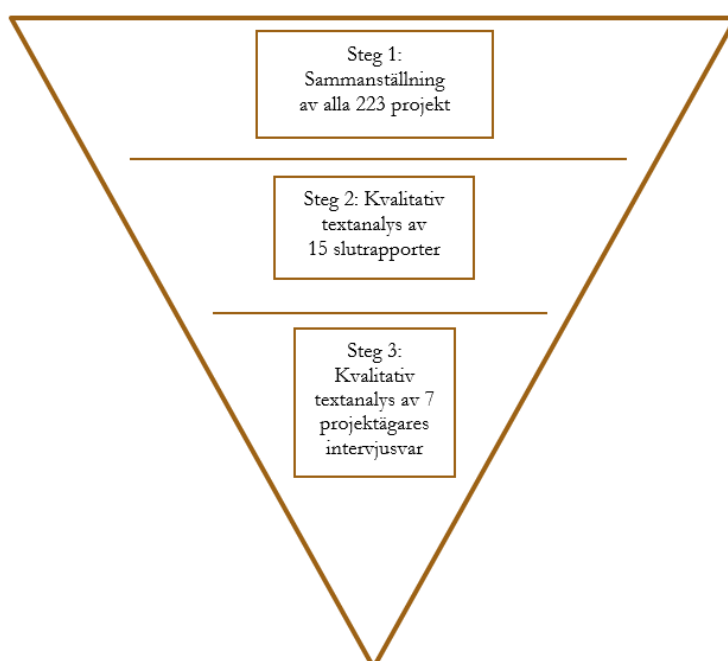 Steg 1:
Sammanställning
av alla 223 projekt
Steg 2: Kvalitativ
textanalys av
15 slutrapporter
Steg 3:
Kvalitativ
textanalys av 7
projektägares
intervjusvar